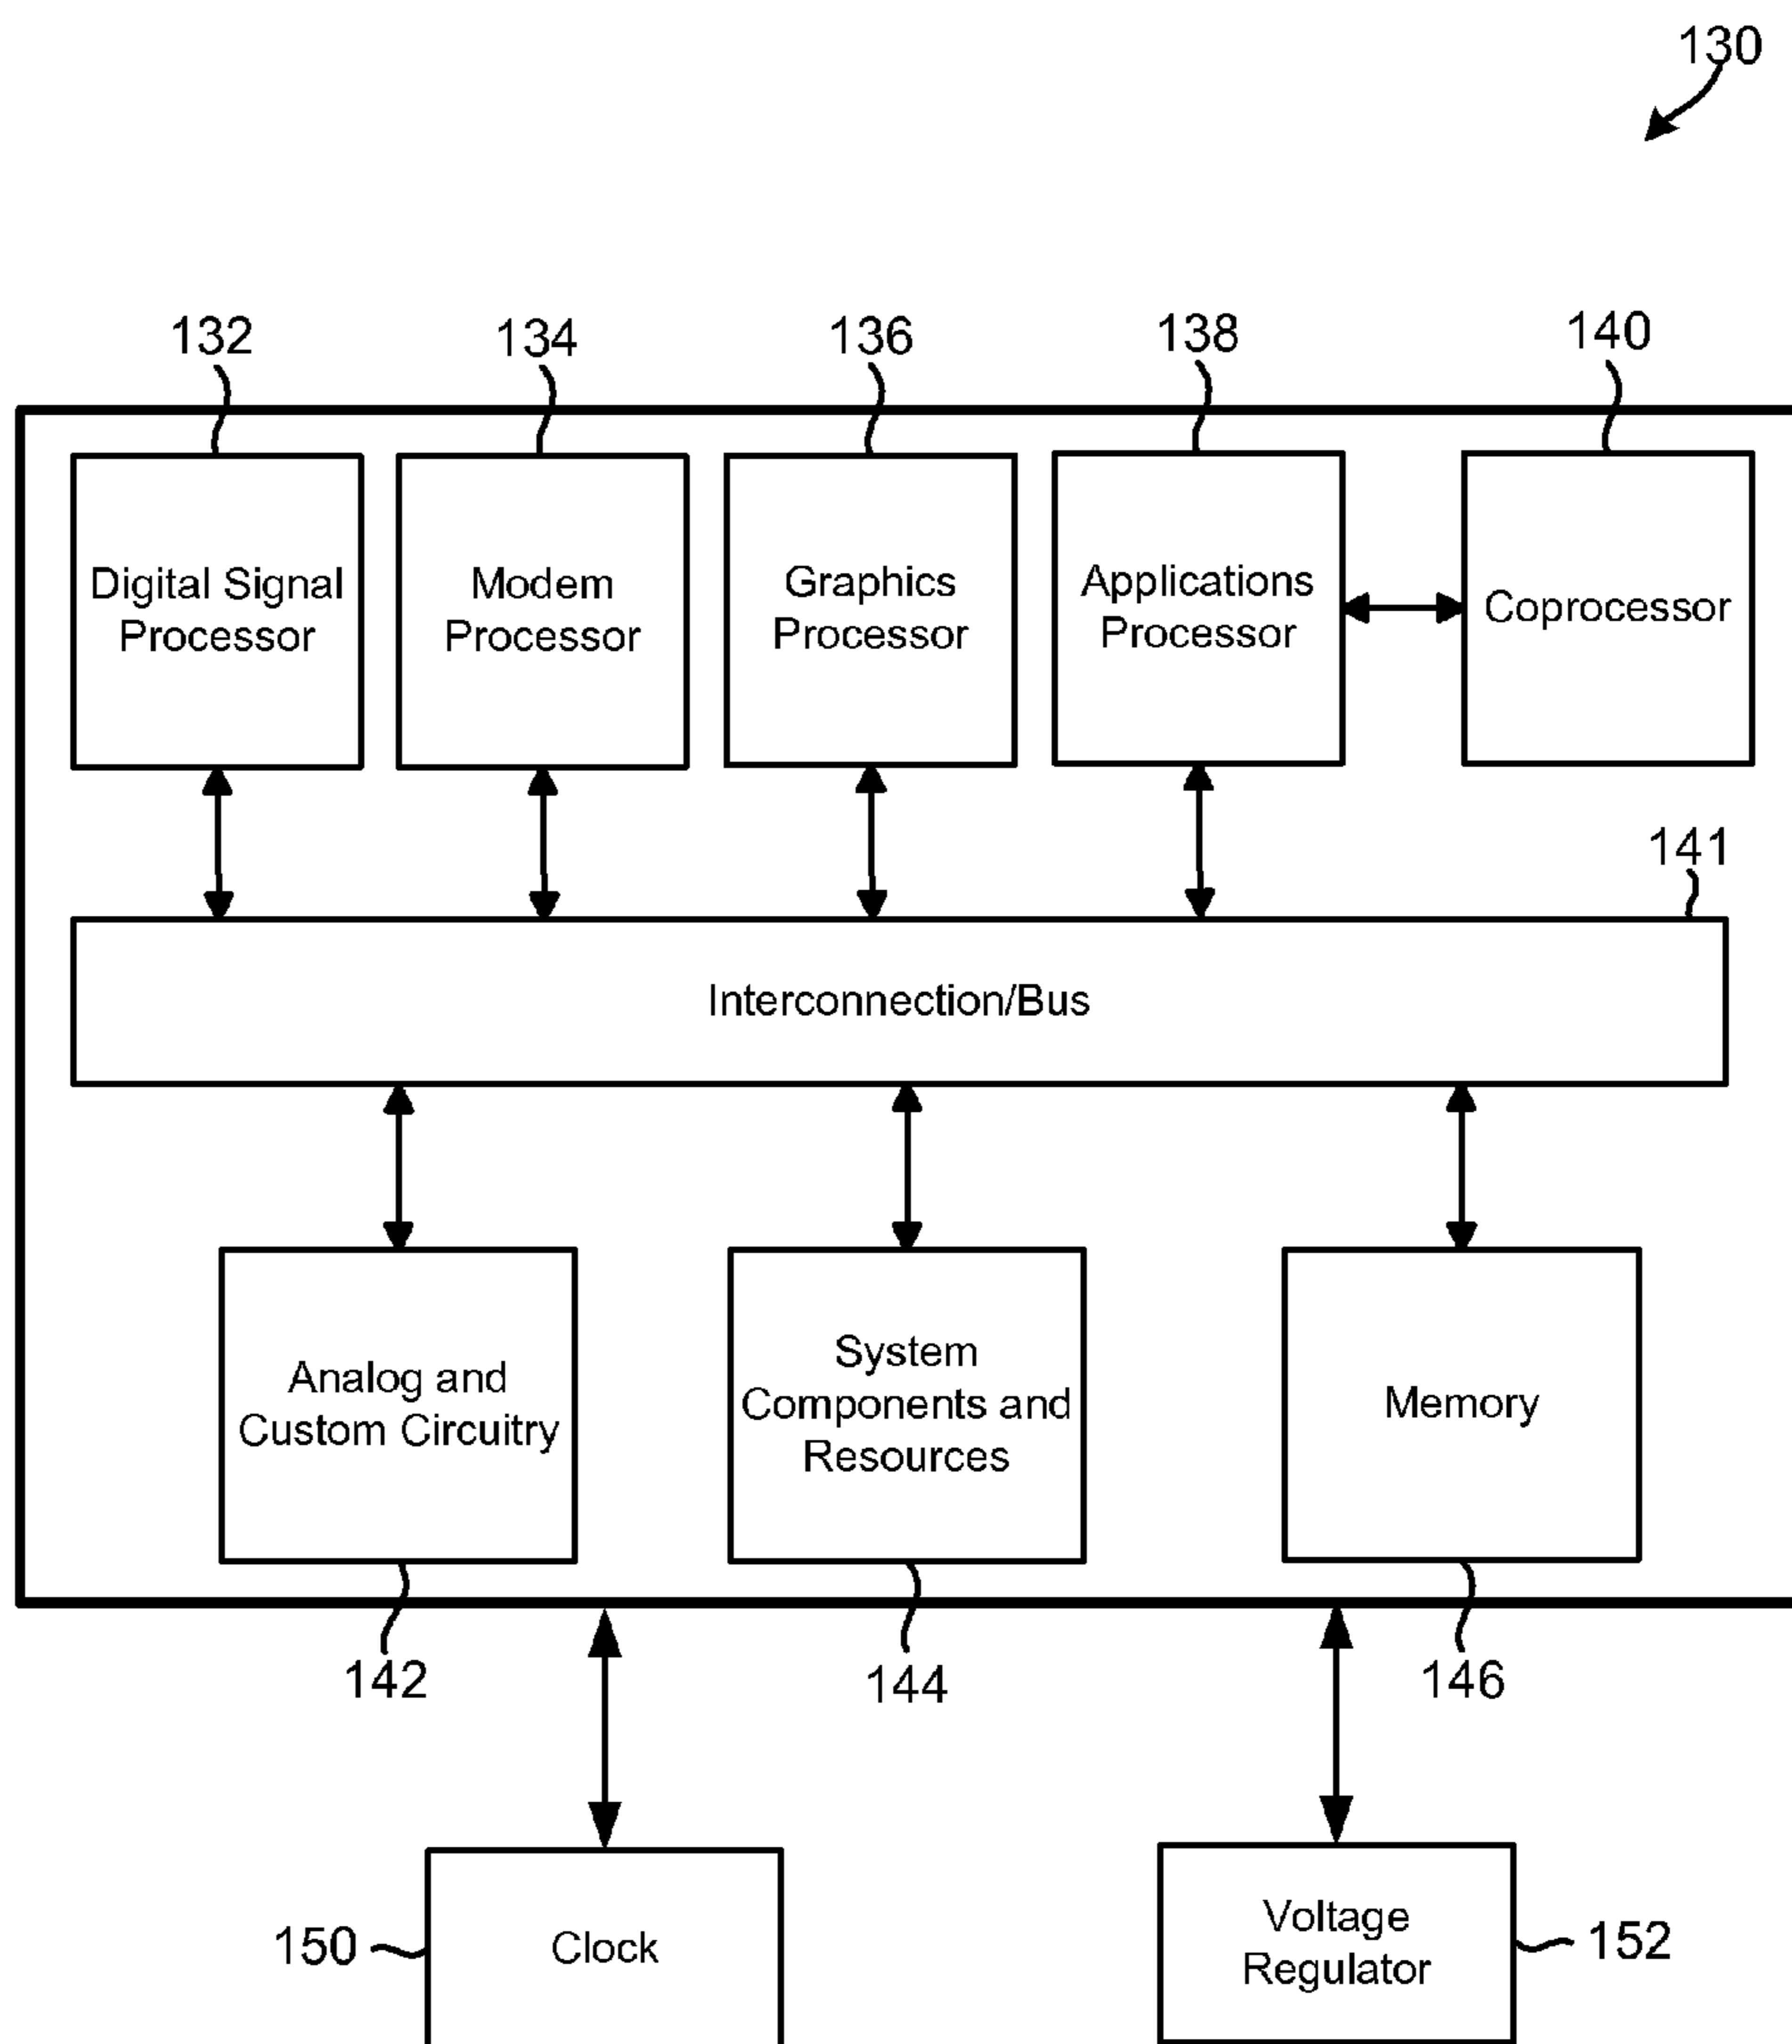 130
132
134
136
138
140
Digital Signal
Processor
Modem
Processor
Graphics
Processor
Applications
Processor
Coprocessor
141
Interconnection/Bus
Analog and
Custom Circuitry
System
Components and
Resources
Memory
142
144
146
150
Clock
Voltage
Regulator
152